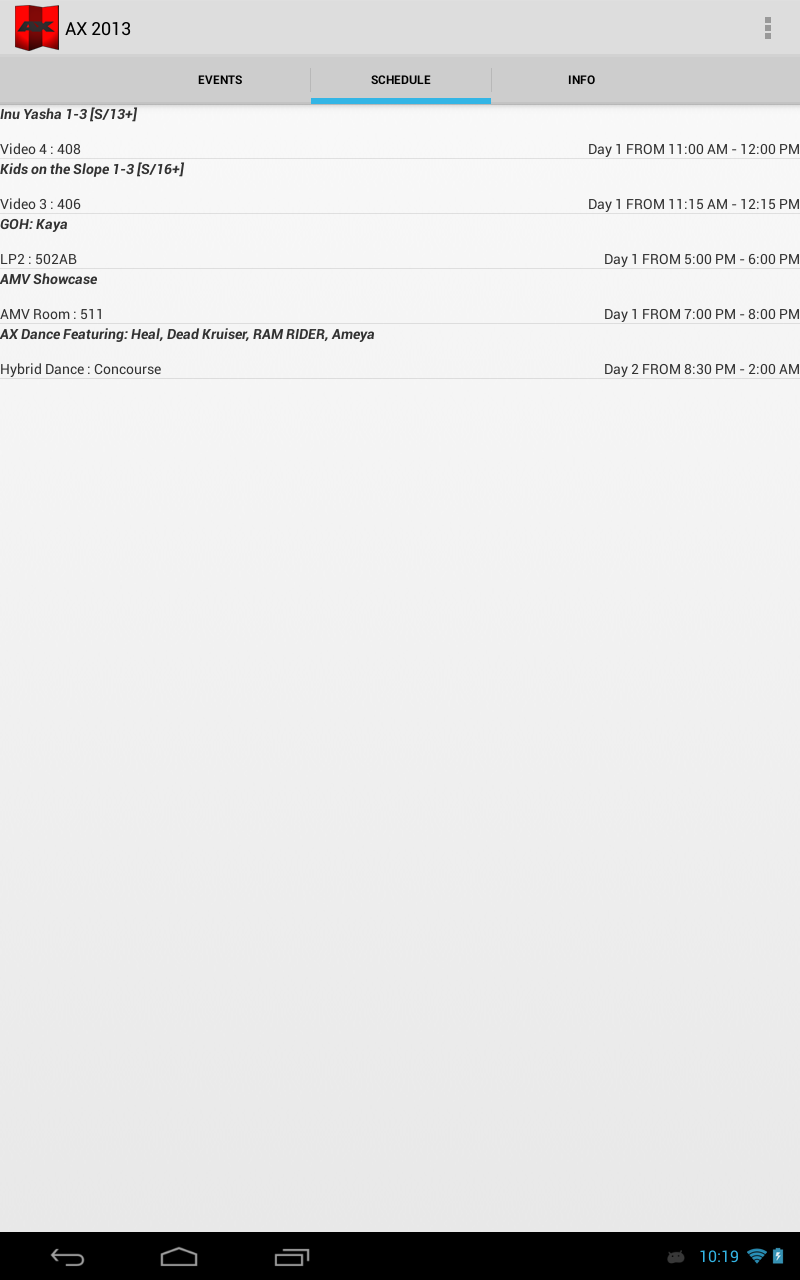 AX AX 2013
EVENTS SCHEDULE INFO
Inu Yasha 1-3 [S/13+]
Video 4 : 408 Day 1 FROM 11:00 AM - 12:00 PM
Kids on the Slope 1-3 [S/16+]
Video 3 : 406 Day 1 FROM 11:15 AM - 12:15 PM
GOH: Kaya
LP2 : 502AB Day 1 FROM 5:00 PM - 6:00 PM
AMV Showcase
AMV Room : 511 Day 1 FROM 7:00 PM - 8:00 PM
AX Dance Featuring: Heal, Dead Kruiser, RAM RIDER, Ameya
Hybrid Dance : Concourse Day 2 FROM 8:30 PM - 2:00 AM
10:19